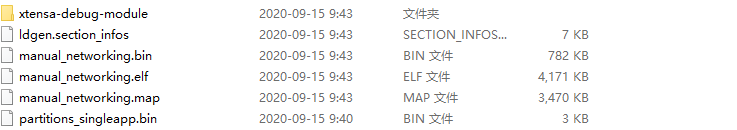 xtensa-debug-module 2020-09-15 9:43 文件夹
ldgen.section_infos 2020-09-15 9:43 SECTION_INFOS... 7 KB
manual_networking.bin 2020-09-15 9:43 BIN 文件 782 KB
manual_networking.elf 2020-09-15 9:43 ELF 文件 4,171 KB
manual_networking.map 2020-09-15 9:43 MAP 文件 3,470 KB
partitions_singleapp.bin 2020-09-15 9:40 BIN 文件 3 KB